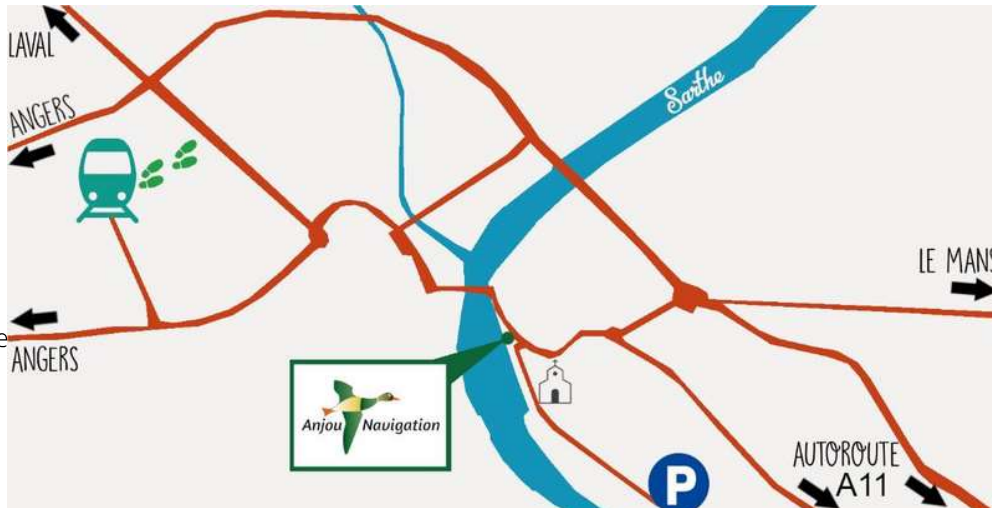 LAVAL
ANGERS
Sarthe
LE MANS
e
ANGERS
Anjou Navigation
AUTOROUTE
A11
P